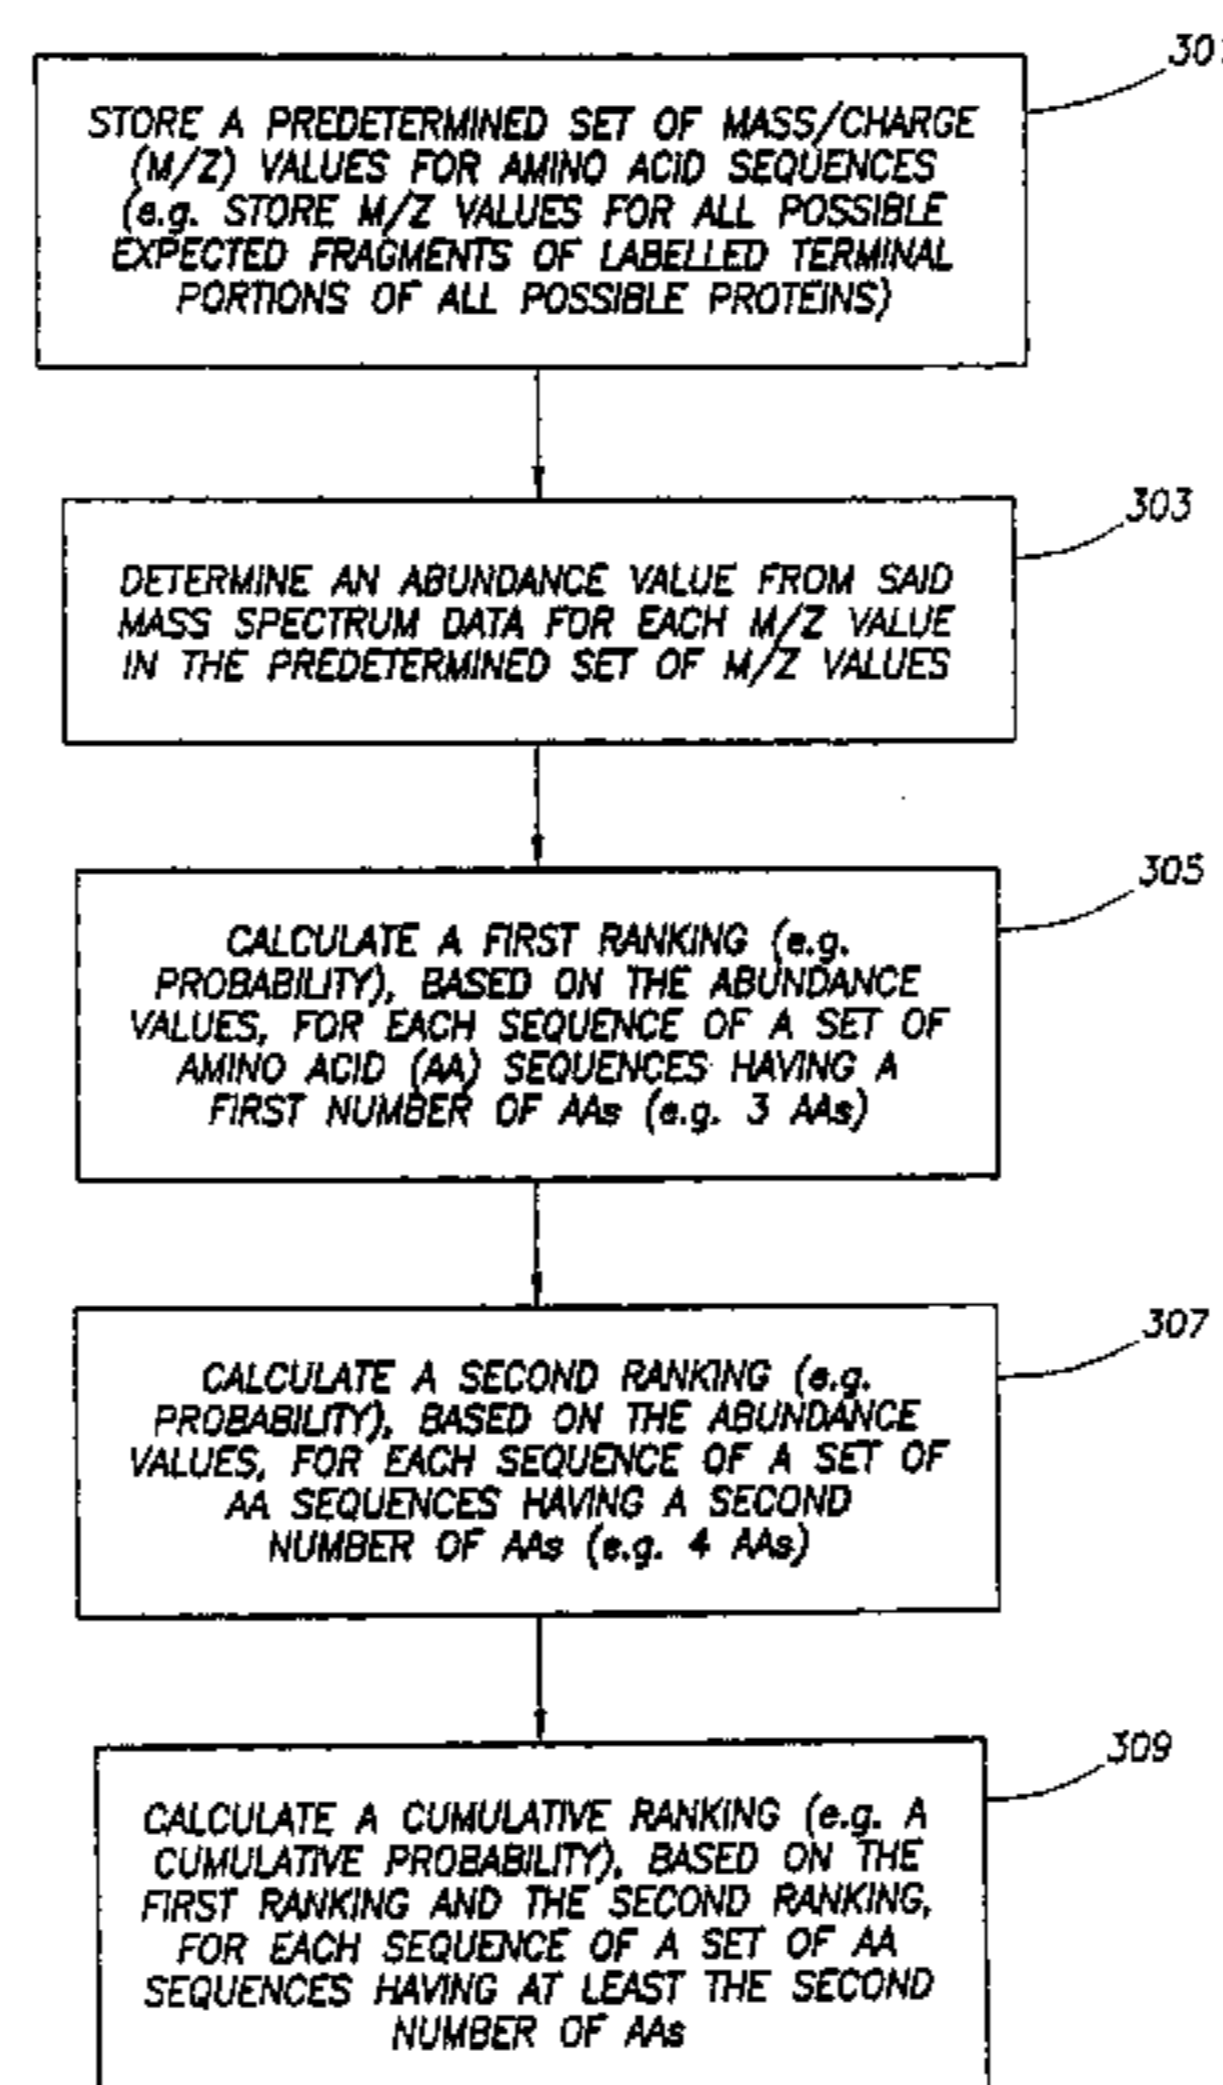 301
STORE A PREDETERMINED SET OF MASS/CHARGE
(M/Z) VALUES FOR AMINO ACID SEQUENCES
(e.g. STORE M/Z VALUES FOR ALL POSSIBLE
EXPECTED FRAGMENTS OF LABELLED TERMINAL
PORTIONS OF ALL POSSIBLE PROTEINS)
303
DETERMINE AN ABUNDANCE VALUE FROM SAID
MASS SPECTRUM DATA FOR EACH M/Z VALUE
IN THE PREDETERMINED SET OF M/Z VALUES
305
CALCULATE A FIRST RANKING (e.g.
PROBABILITY), BASED ON THE ABUNDANCE
VALUES, FOR EACH SEQUENCE OF A SET OF
AMINO ACID (AA) SEQUENCES HAVING A
FIRST NUMBER OF AAs (e.g. 3 AAs)
307
CALCULATE A SECOND RANKING (e.g.
PROBABILITY), BASED ON THE ABUNDANCE
VALUES, FOR EACH SEQUENCE OF A SET OF
AA SEQUENCES HAVING A SECOND
NUMBER OF AAs (e.g. 4 AAs)
309
CALCULATE A CUMULATIVE RANKING (e.g. A
CUMULATIVE PROBABILITY), BASED ON THE
FIRST RANKING AND THE SECOND RANKING,
FOR EACH SEQUENCE OF A SET OF AA
SEQUENCES HAVING AT LEAST THE SECOND
NUMBER OF AAs